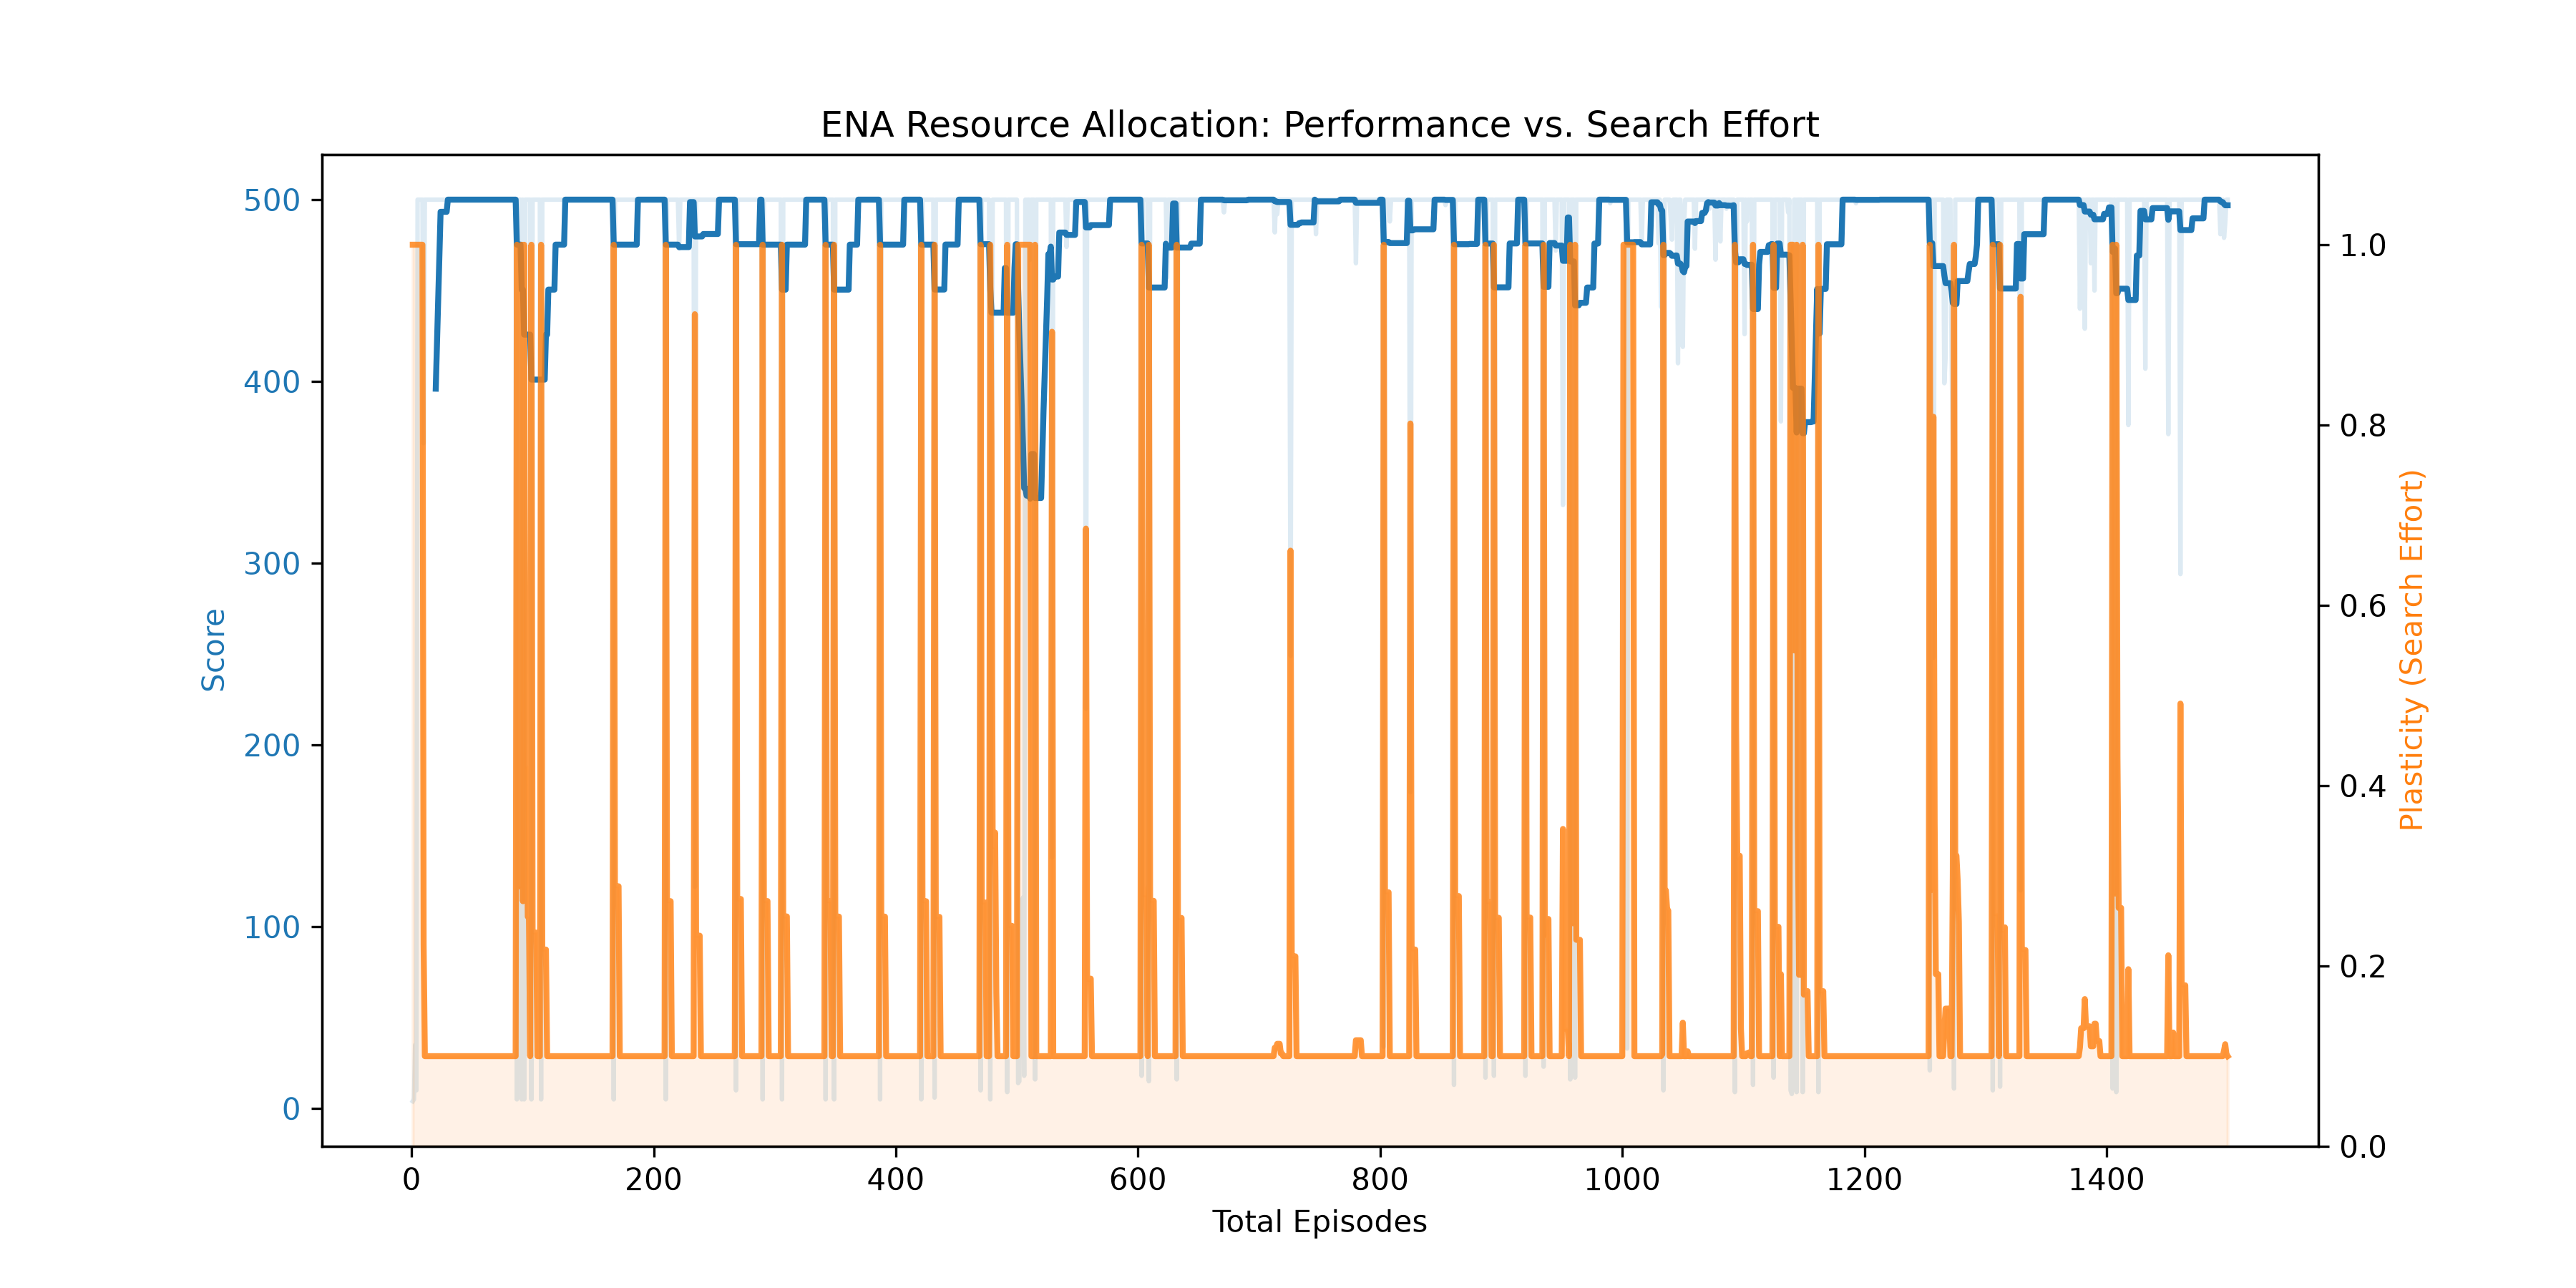 ENA Resource Allocation: Performance vs. Search Effort
500
400
300
200
100
0
Score
1.0
0.8
0.6
0.4
0.2
0.0
Plasticity (Search Effort)
0 200 400 600 800 1000 1200 1400
Total Episodes